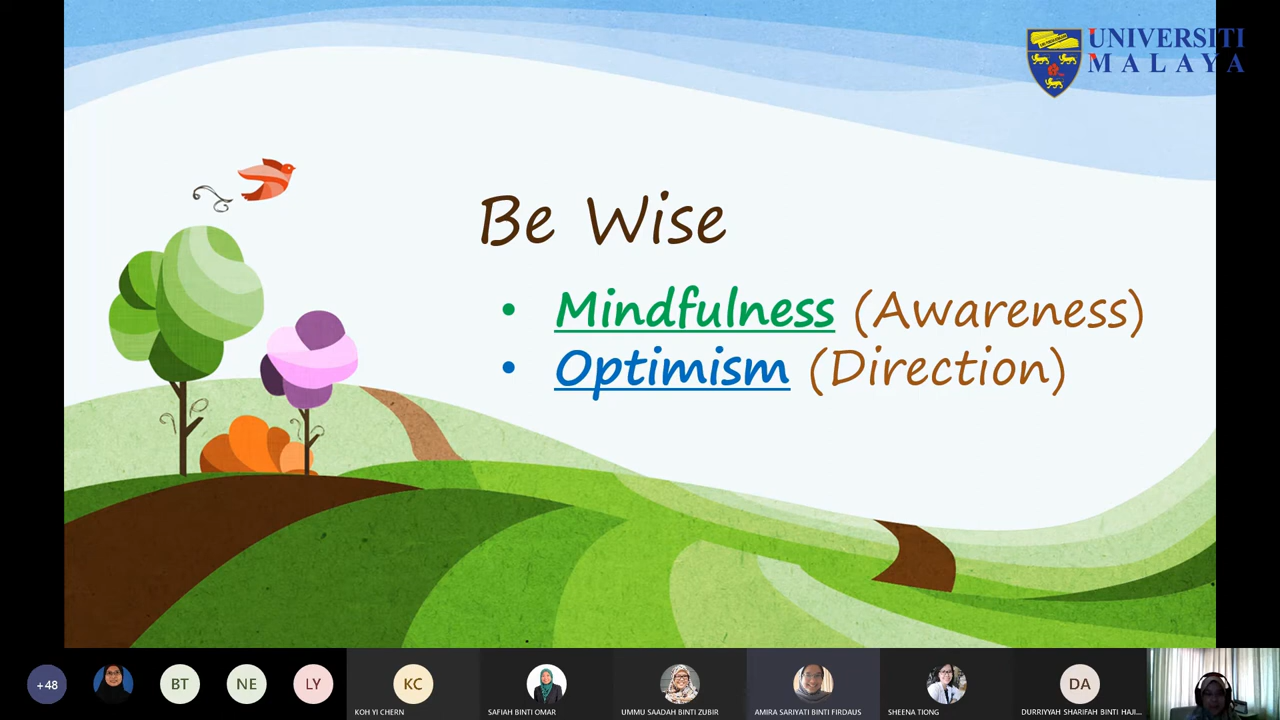 UNIVERSITI
MALAYA
Be Wise
• Mindfulness (Awareness)
• Optimism (Direction)
+48
BT
NE
LY
KC
KOH YI CHERN
SAFIAH BINTI OMAR
UMMU SAADAH BINTI ZUBIR
AMIRA SARIYATI BINTI FIRDAUS
SHEENA TIONG
DA
DURRIYYAH SHARIFAH BINTI HAJI...